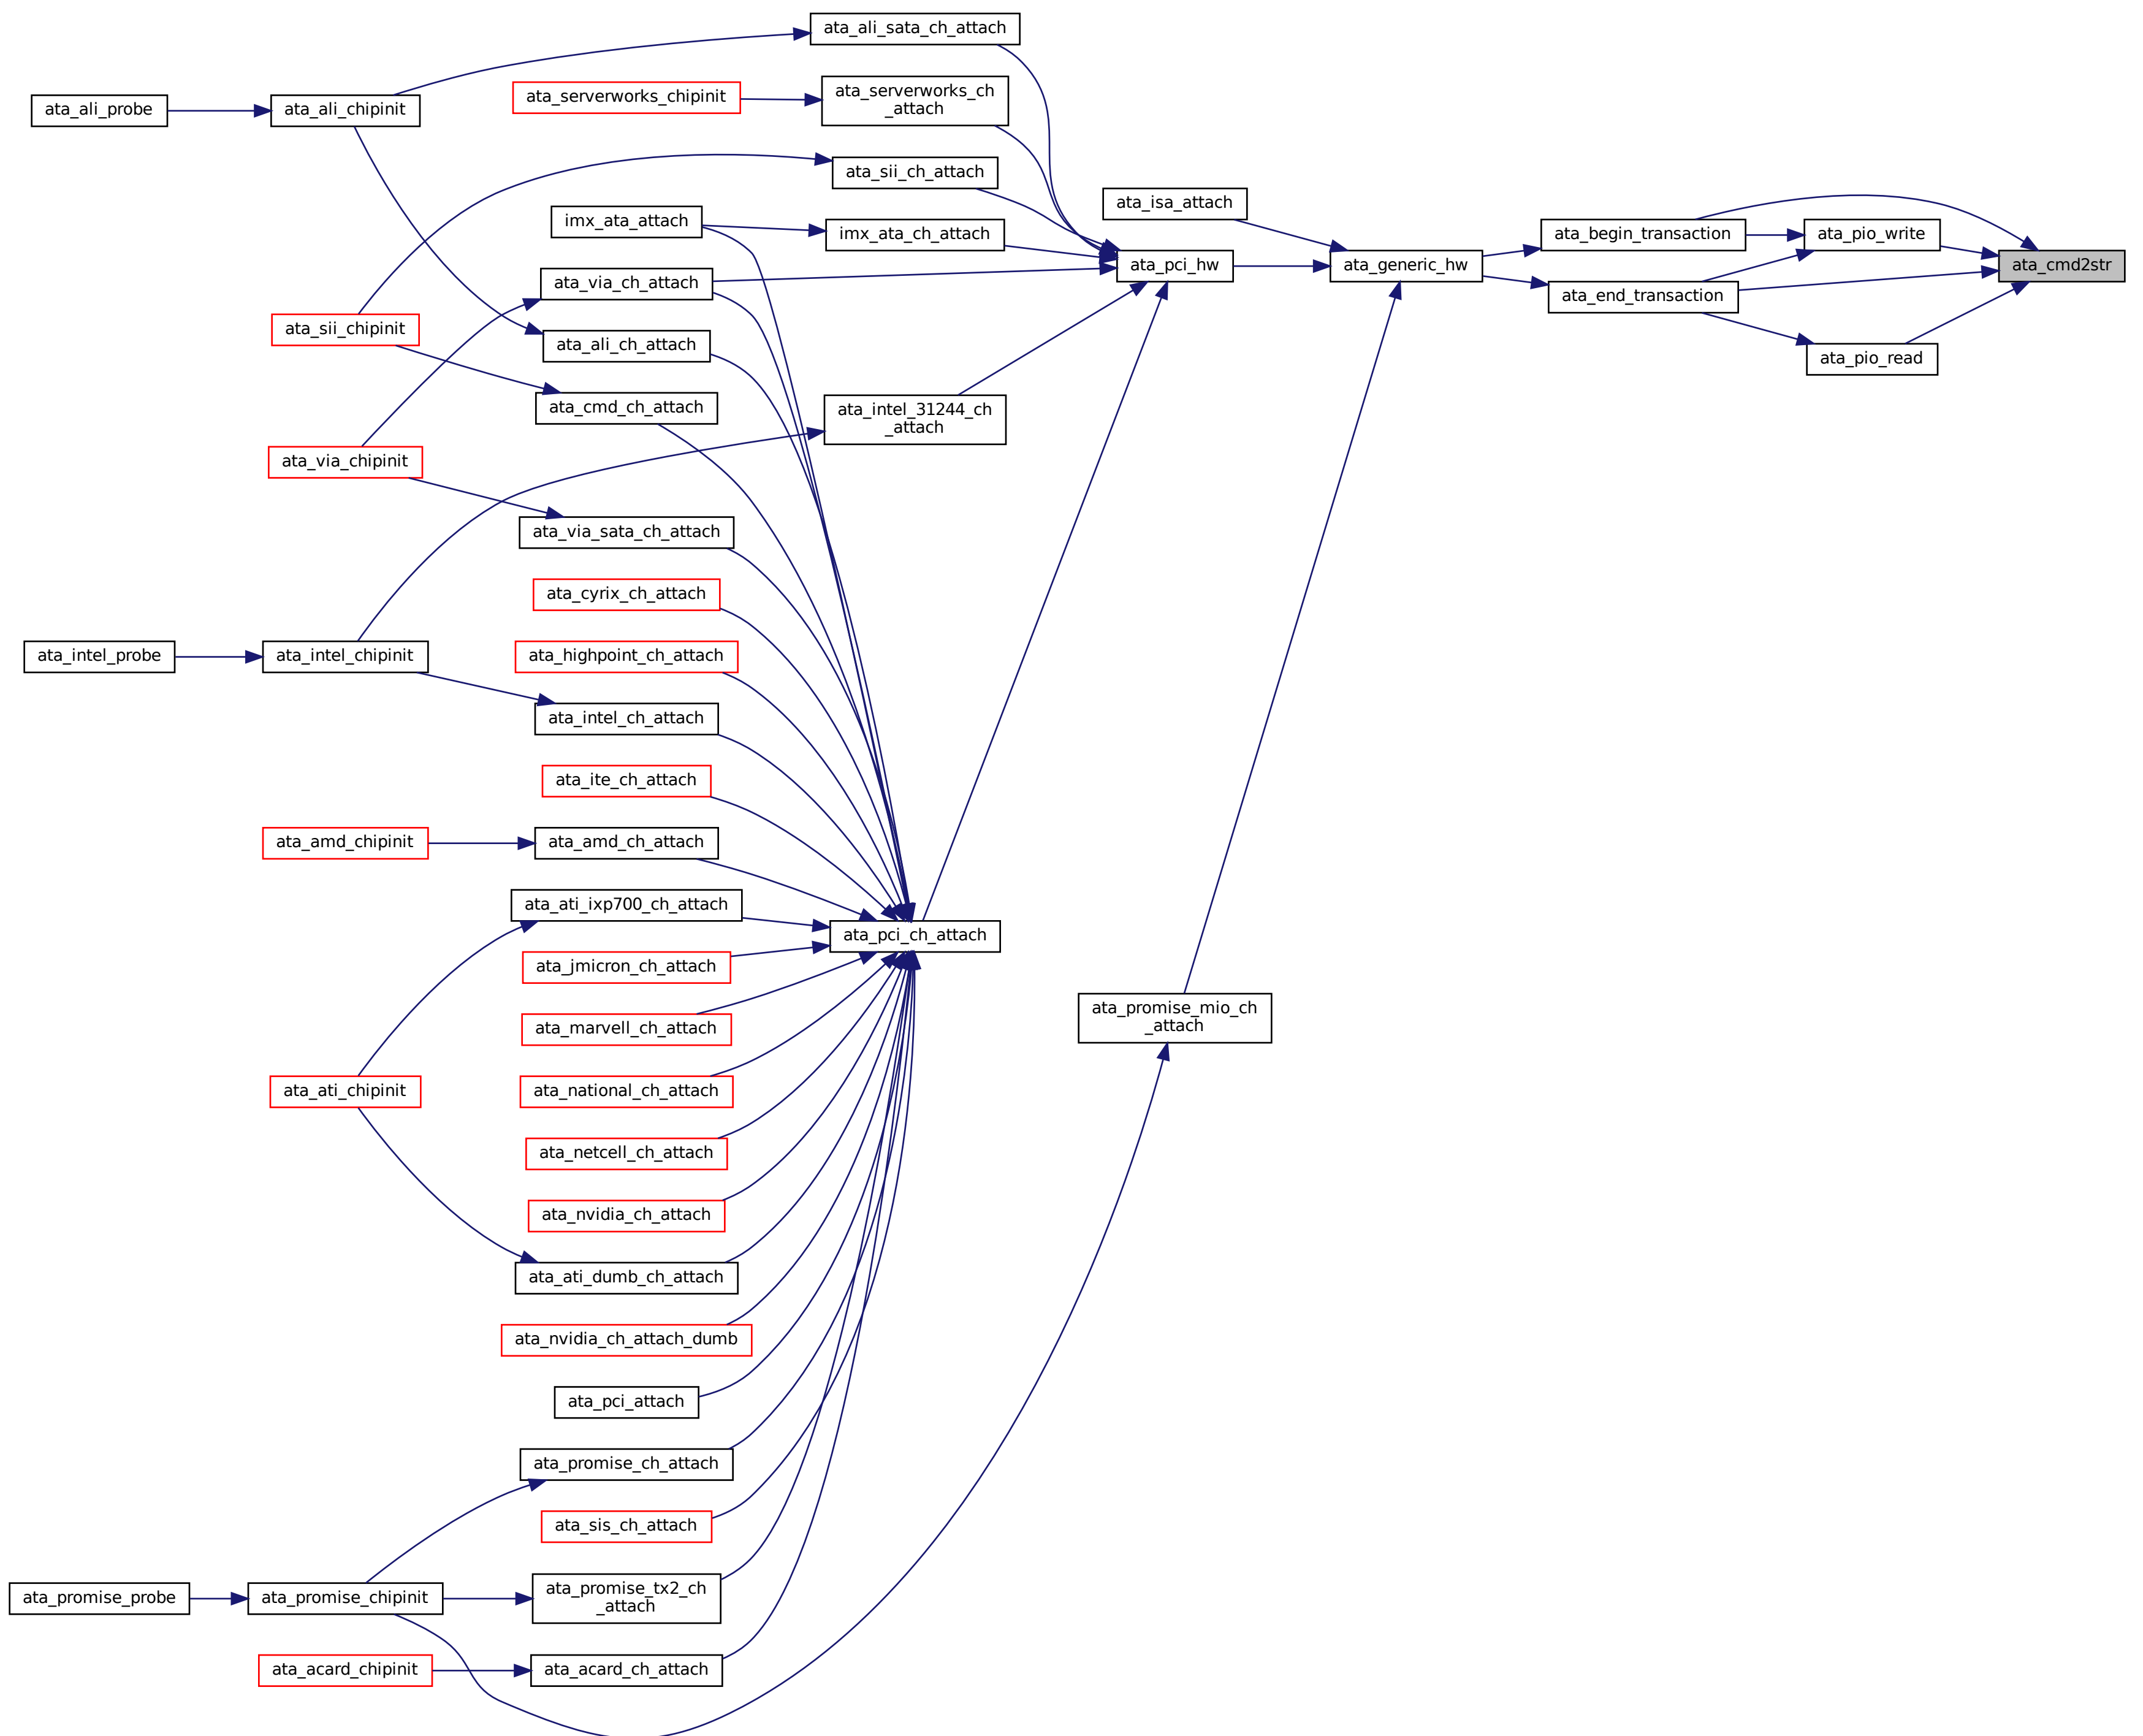 ata_ali_sata_ch_attach
ata_serverworks_chipinit
ata_serverworks_ch
_attach
ata_ali_probe
ata_ali_chipinit
ata_sii_ch_attach
ata_isa_attach
imx_ata_attach
imx_ata_ch_attach
ata_begin_transaction
ata_pio_write
ata_via_ch_attach
ata_pci_hw
ata_generic_hw
ata_cmd2str
ata_end_transaction
ata_sii_chipinit
ata_ali_ch_attach
ata_pio_read
ata_cmd_ch_attach
ata_intel_31244_ch
_attach
ata_via_chipinit
ata_via_sata_ch_attach
ata_cyrix_ch_attach
ata_intel_probe
ata_intel_chipinit
ata_highpoint_ch_attach
ata_intel_ch_attach
ata_ite_ch_attach
ata_amd_chipinit
ata_amd_ch_attach
ata_ati_ixp700_ch_attach
ata_pci_ch_attach
ata_jmicron_ch_attach
ata_marvell_ch_attach
ata_promise_mio_ch
_attach
ata_ati_chipinit
ata_national_ch_attach
ata_netcell_ch_attach
ata_nvidia_ch_attach
ata_ati_dumb_ch_attach
ata_nvidia_ch_attach_dumb
ata_pci_attach
ata_promise_ch_attach
ata_sis_ch_attach
ata_promise_probe
ata_promise_chipinit
ata_promise_tx2_ch
_attach
ata_acard_chipinit
ata_acard_ch_attach